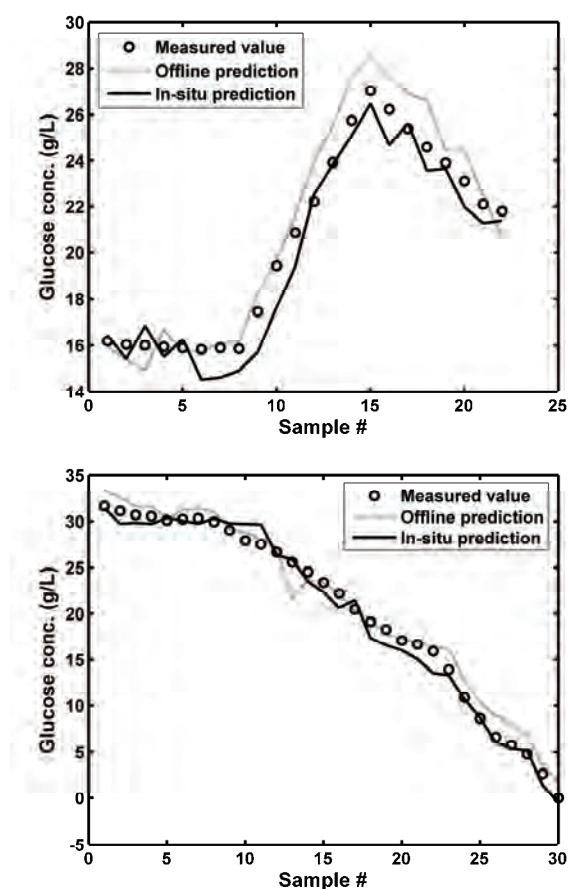 30
28
26
24
22
20
18
16
14
Glucose conc. (g/L)
Measured value
Offline prediction
In-situ prediction
0 5 10 15 20 25
Sample #
35
30
25
20
15
10
5
0
-5
Glucose conc. (g/L)
Measured value
Offline prediction
In-situ prediction
0 5 10 15 20 25 30
Sample #